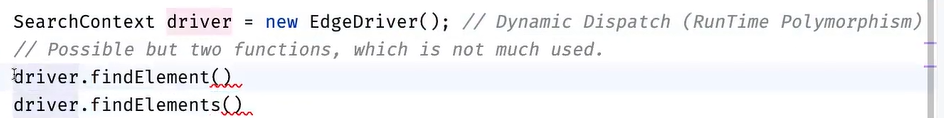 SearchContext driver = new EdgeDriver(); // Dynamic Dispatch (RunTime Polymorphism)
// Possible but two functions, which is not much used.
driver.findElement()
driver.findElements()